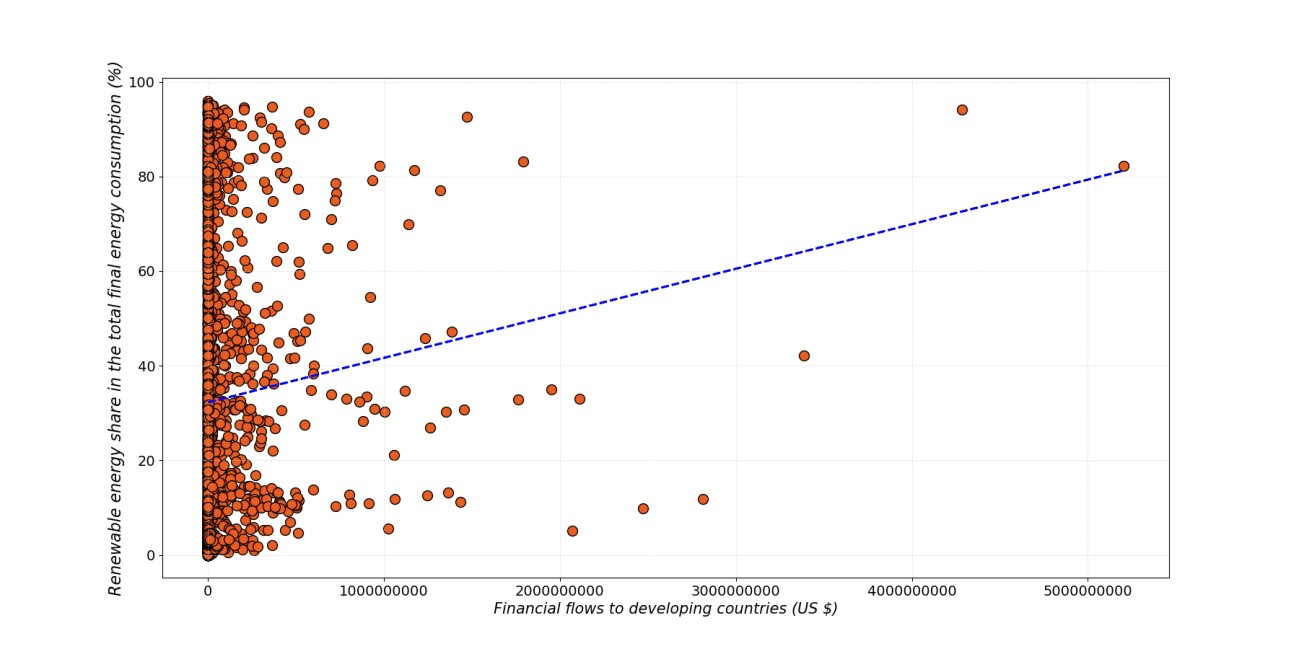 Renewable energy share in the total final energy consumption (%)
100
80
60
40
20
0
0 1000000000 2000000000 3000000000 4000000000 5000000000
Financial flows to developing countries (US $)